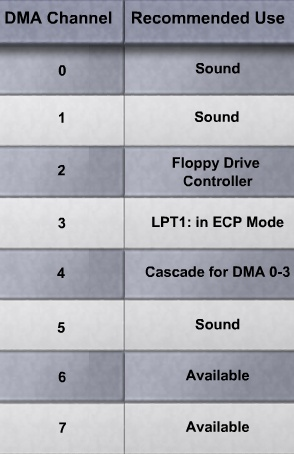 DMA Channel Recommended Use
0 Sound
1 Sound
2 Floppy Drive
Controller
3 LPT1: in ECP Mode
4 Cascade for DMA 0-3
5 Sound
6 Available
7 Available